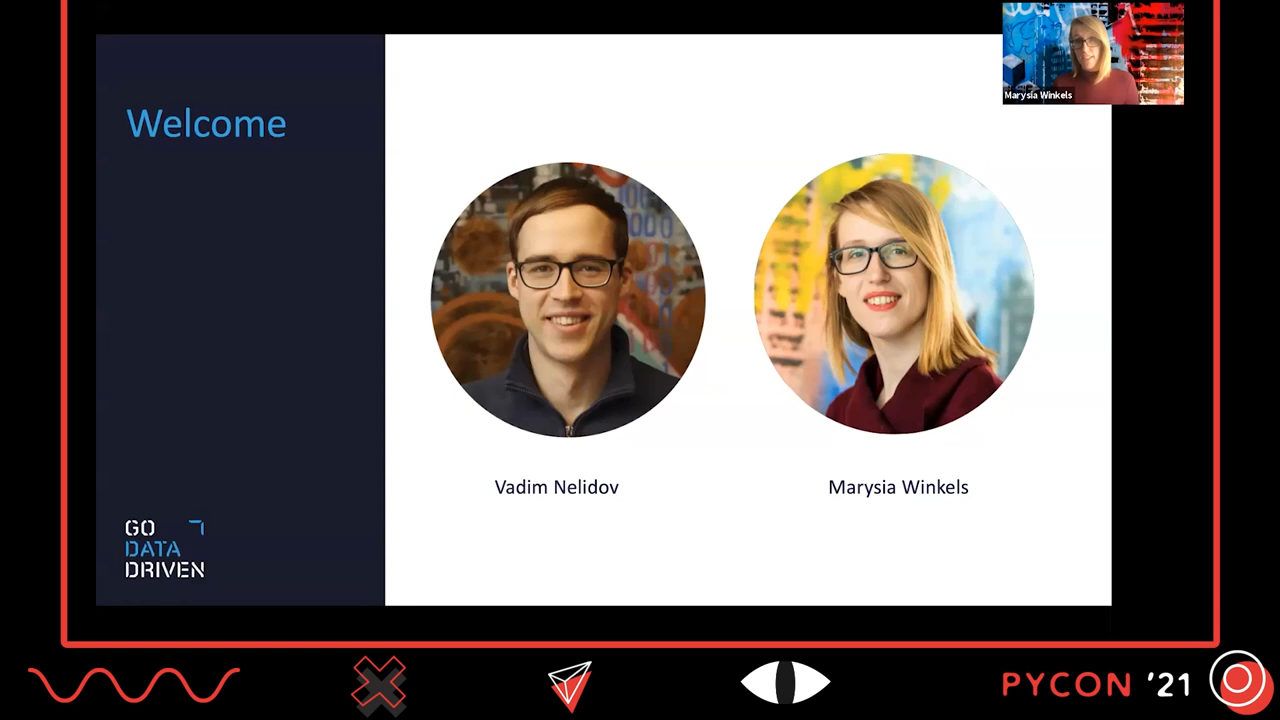 Welcome
Marysia Winkels
Vadim Nelidov
Marysia Winkels
GO
DATA
DRIVEN
PYCON '21